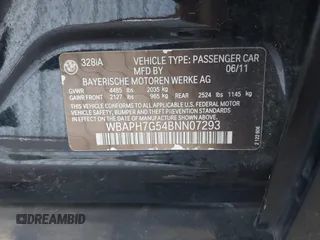 328iA VEHICLE TYPE: PASSENGER CAR
06/11
BAYERISCHE MOTOREN WERKE AG
GVWR 4485 lbs 2035 kg
GAWR Front 2127 lbs 965 kg GAWR Rear 2524 lbs 1145 kg
THIS VEHICLE CONFORMS TO ALL APPLICABLE
FEDERAL MOTOR VEHICLE
SAFETY, BUMPER, AND THEFT PREVENTION
STANDARDS IN EFFECT ON THE DATE OF
MANUFACTURE SHOWN ABOVE.
WBAPH7G54BNN07293
DREAMBID